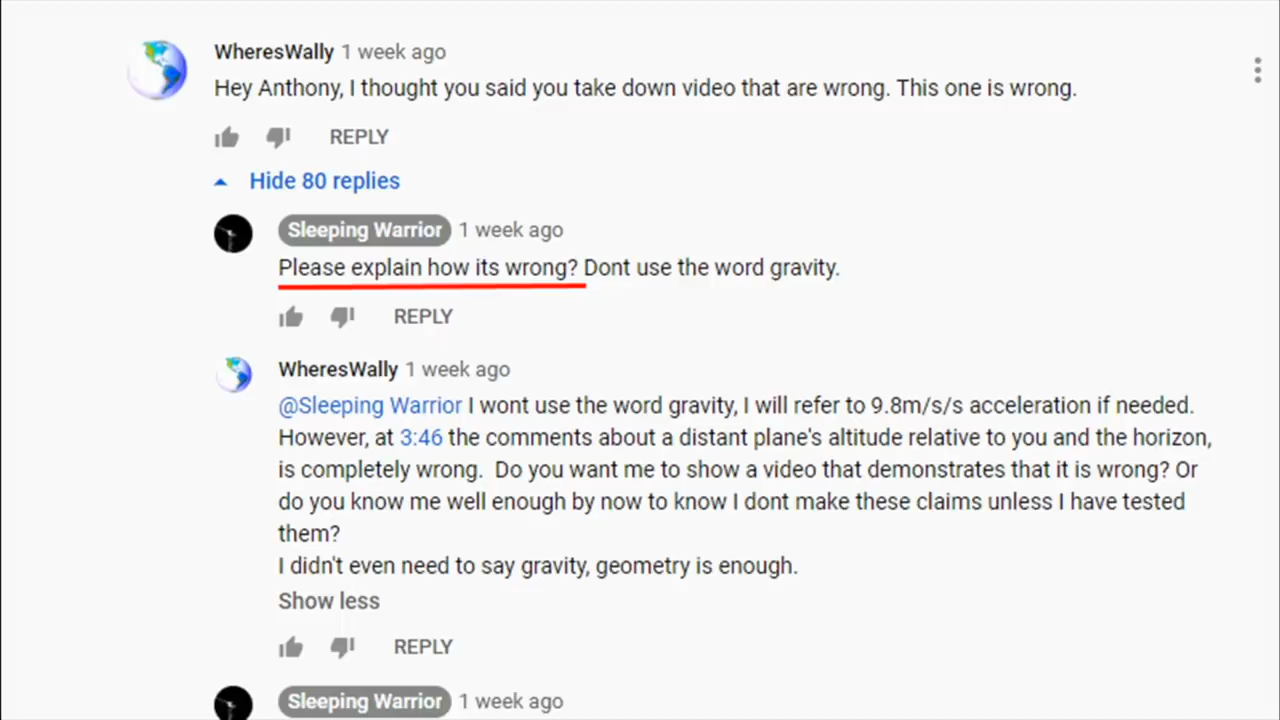 WheresWally 1 week ago
Hey Anthony, I thought you said you take down video that are wrong. This one is wrong.
REPLY
Hide 80 replies
Sleeping Warrior 1 week ago
Please explain how its wrong? Dont use the word gravity.
REPLY
WheresWally 1 week ago
@Sleeping Warrior I wont use the word gravity, I will refer to 9.8m/s/s acceleration if needed.
However, at 3:46 the comments about a distant plane's altitude relative to you and the horizon,
is completely wrong. Do you want me to show a video that demonstrates that it is wrong? Or
do you know me well enough by now to know I dont make these claims unless I have tested
them?
I didn't even need to say gravity, geometry is enough.
Show less
REPLY
Sleeping Warrior 1 week ago